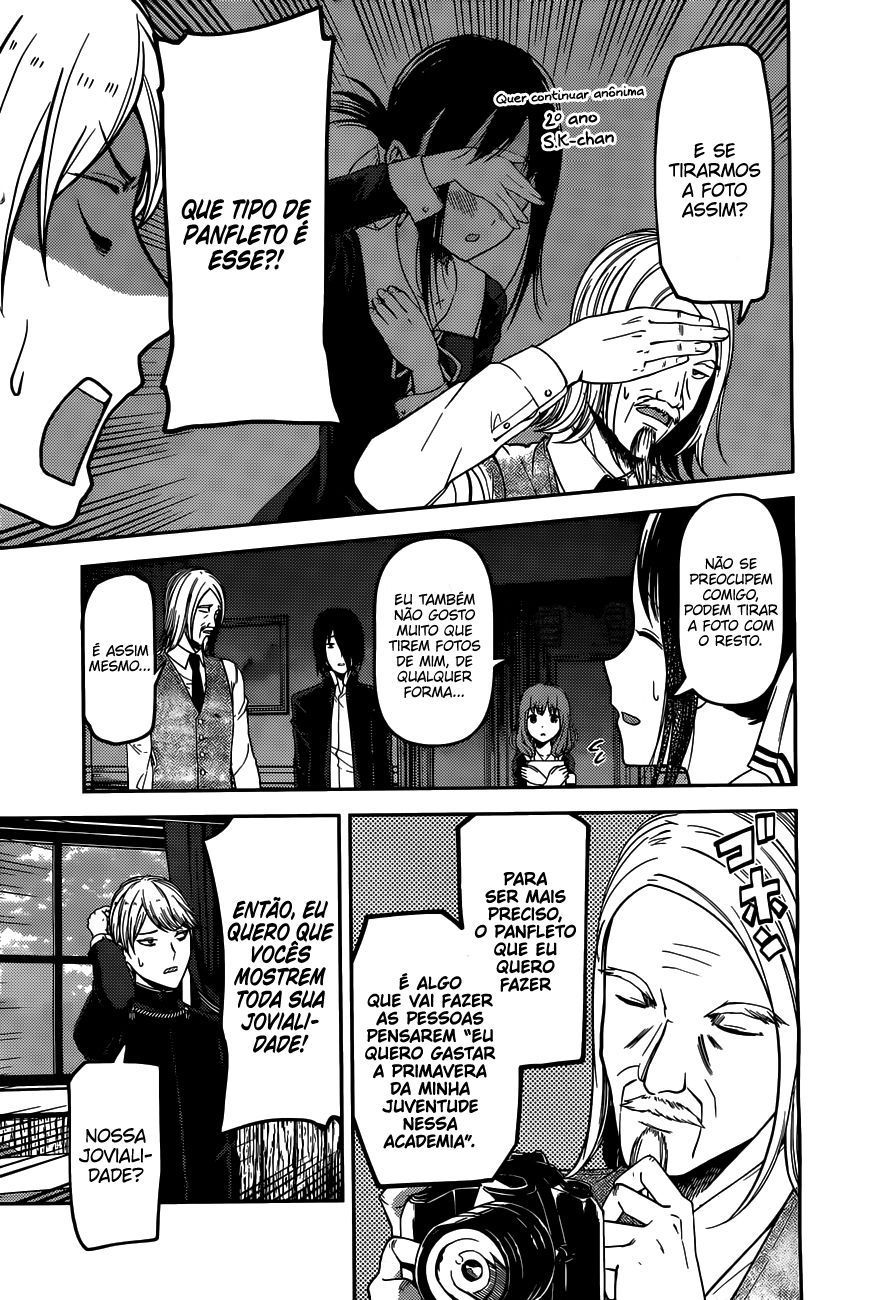 E SE
TIRARMOS
A FOTO
ASSIM?
Quer continuar anônima
2º ano
S.K-chan
QUE TIPO DE
PANFLETO É
ESSE?!
NÃO SE
PREOCUPEM
COMIGO,
PODEM TIRAR
A FOTO COM
O RESTO.
EU TAMBÉM
NÃO GOSTO
MUITO QUE
TIREM FOTOS
DE MIM, DE
QUALQUER
FORMA...
É ASSIM
MESMO...
ゴホン
PARA
SER MAIS
PRECISO,
O PANFLETO
QUE EU
QUERO
FAZER
É ALGO
QUE VAI FAZER
AS PESSOAS
PENSAREM "EU
QUERO GASTAR
A PRIMAVERA
DA MINHA
JUVENTUDE
NESSA
ACADEMIA".
ENTÃO, EU
QUERO QUE
VOCÊS
MOSTREM
TODA SUA
JOVIALI-
DADE!
NOSSA
JOVIALI-
DADE?